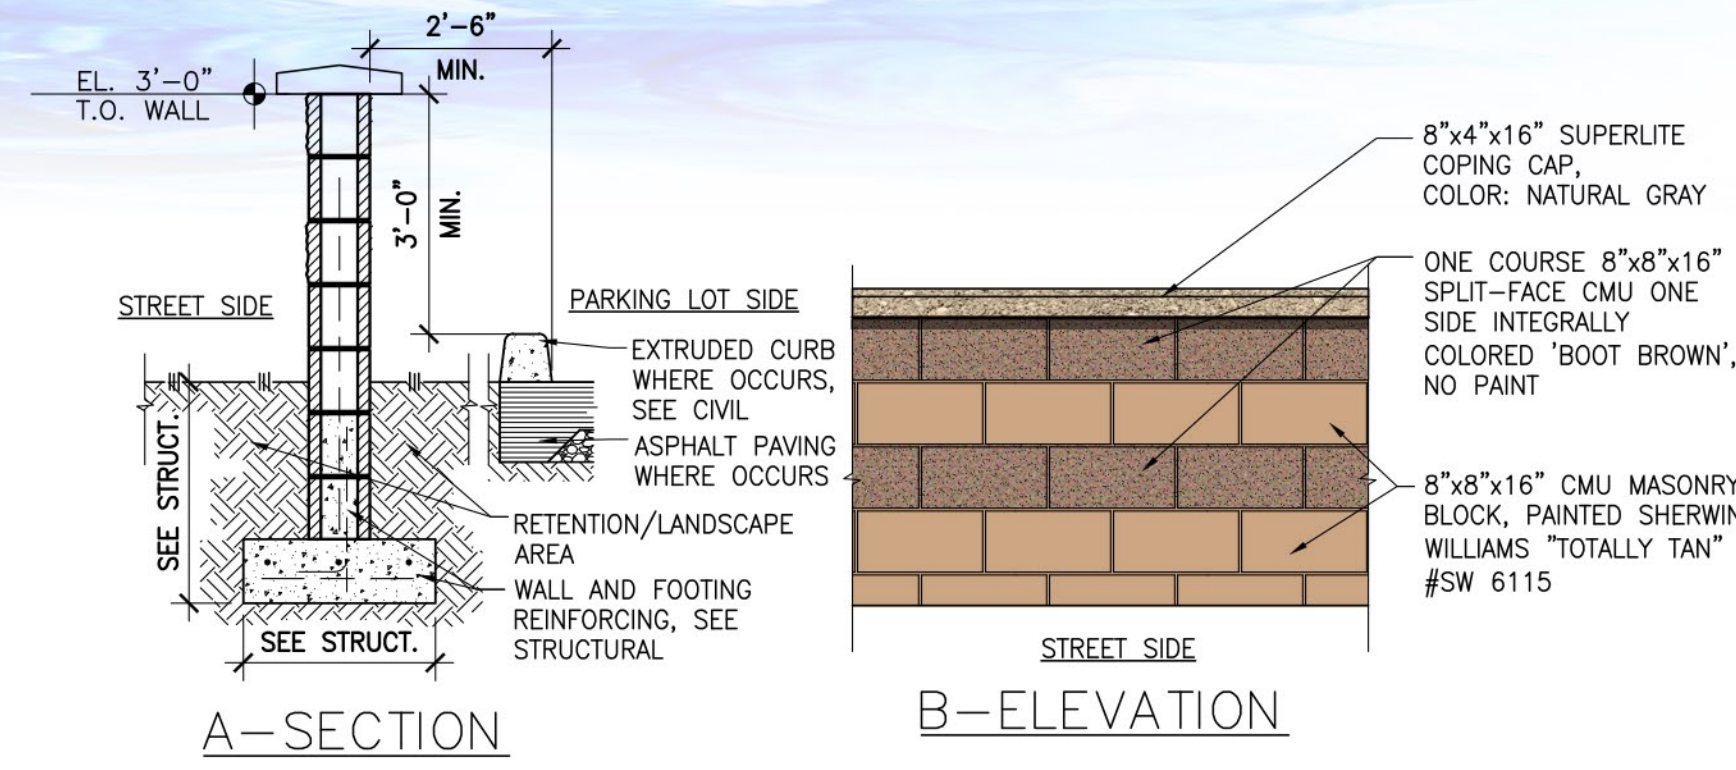 2'-6"
MIN.
EL. 3'-0"
T.O. WALL
3'-0"
MIN.
STREET SIDE
PARKING LOT SIDE
EXTRUDED CURB
WHERE OCCURS,
SEE CIVIL
ASPHALT PAVING
WHERE OCCURS
SEE STRUCT.
RETENTION/LANDSCAPE
AREA
WALL AND FOOTING
REINFORCING, SEE
STRUCTURAL
SEE STRUCT.
A-SECTION
8"x4"x16" SUPERLITE
COPING CAP,
COLOR: NATURAL GRAY
ONE COURSE 8"x8"x16"
SPLIT-FACE CMU ONE
SIDE INTEGRALLY
COLORED 'BOOT BROWN',
NO PAINT
8"x8"x16" CMU MASONRY
BLOCK, PAINTED SHERWIN
WILLIAMS "TOTALLY TAN"
#SW 6115
STREET SIDE
B-ELEVATION